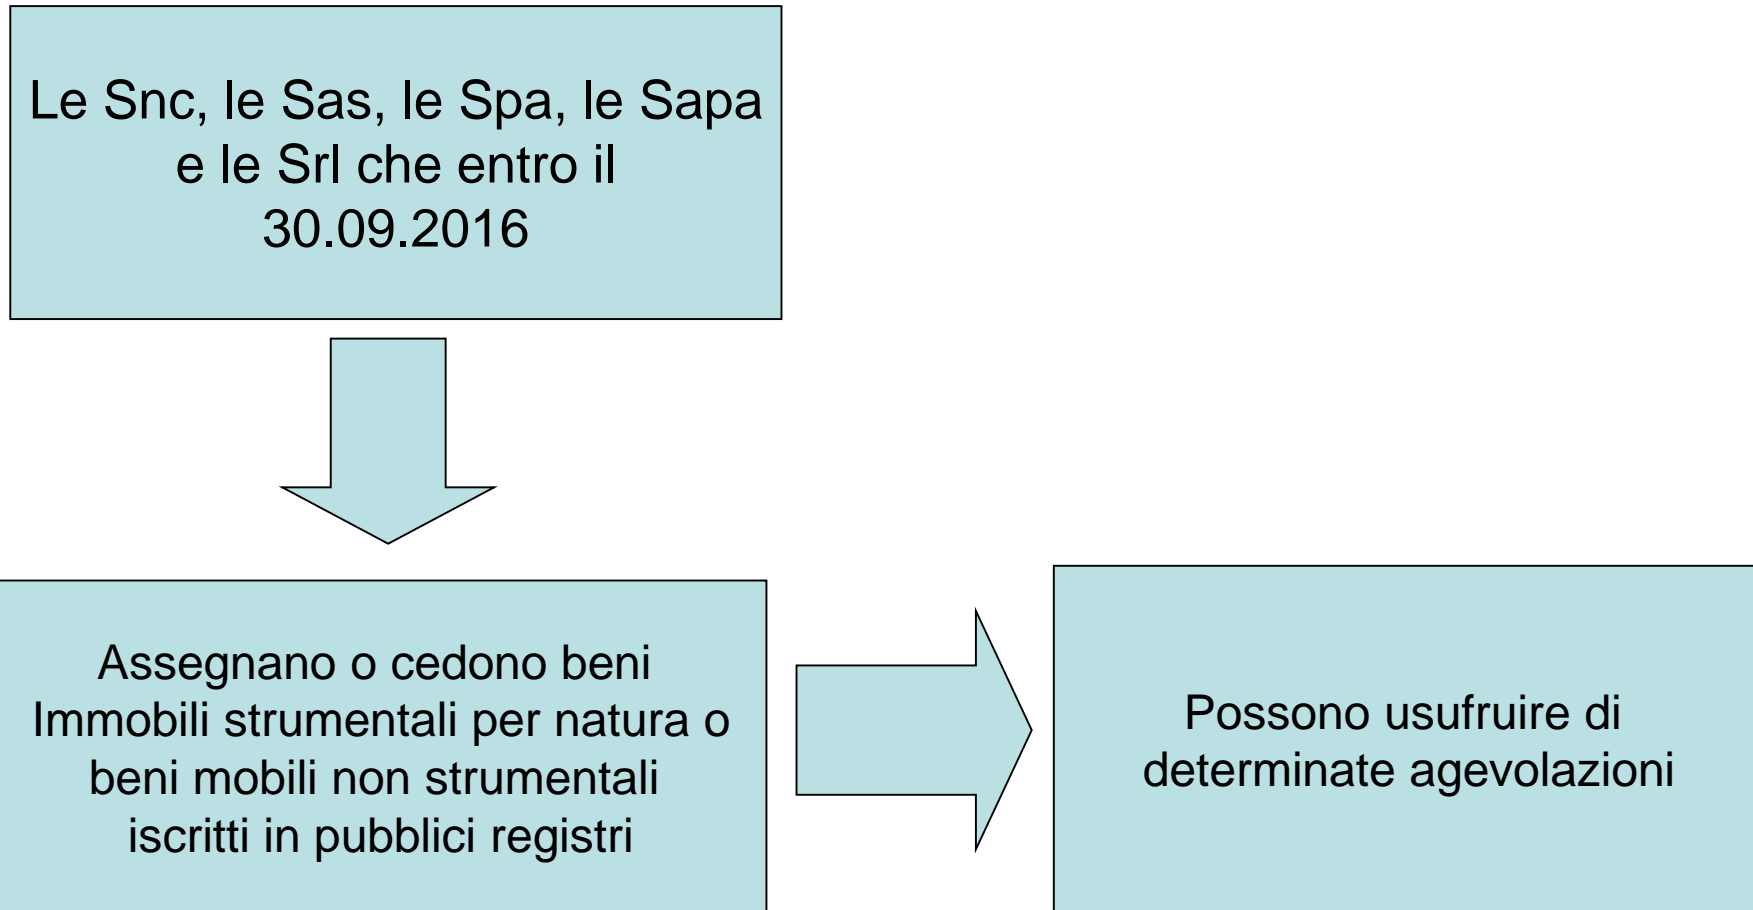 Le Snc, le Sas, le Spa, le Sapa
e le Srl che entro il
30.09.2016
Assegnano o cedono beni
Immobili strumentali per natura o
beni mobili non strumentali
iscritti in pubblici registri
Possono usufruire di
determinate agevolazioni